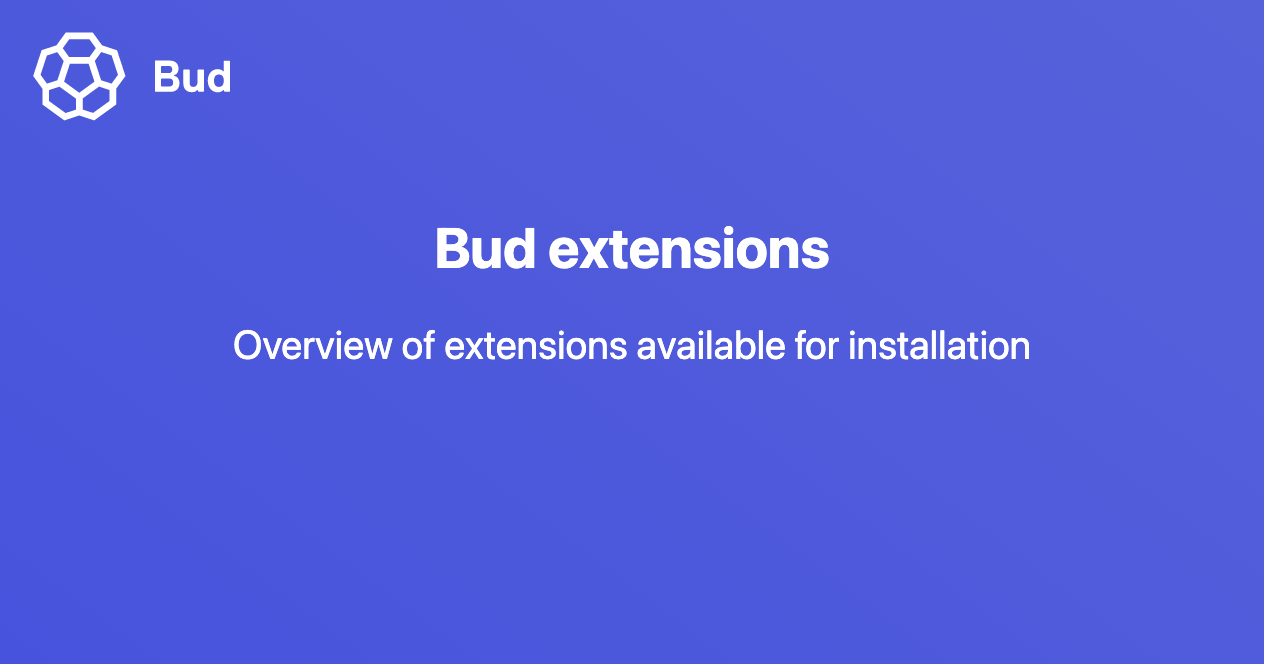 Bud
Bud extensions
Overview of extensions available for installation